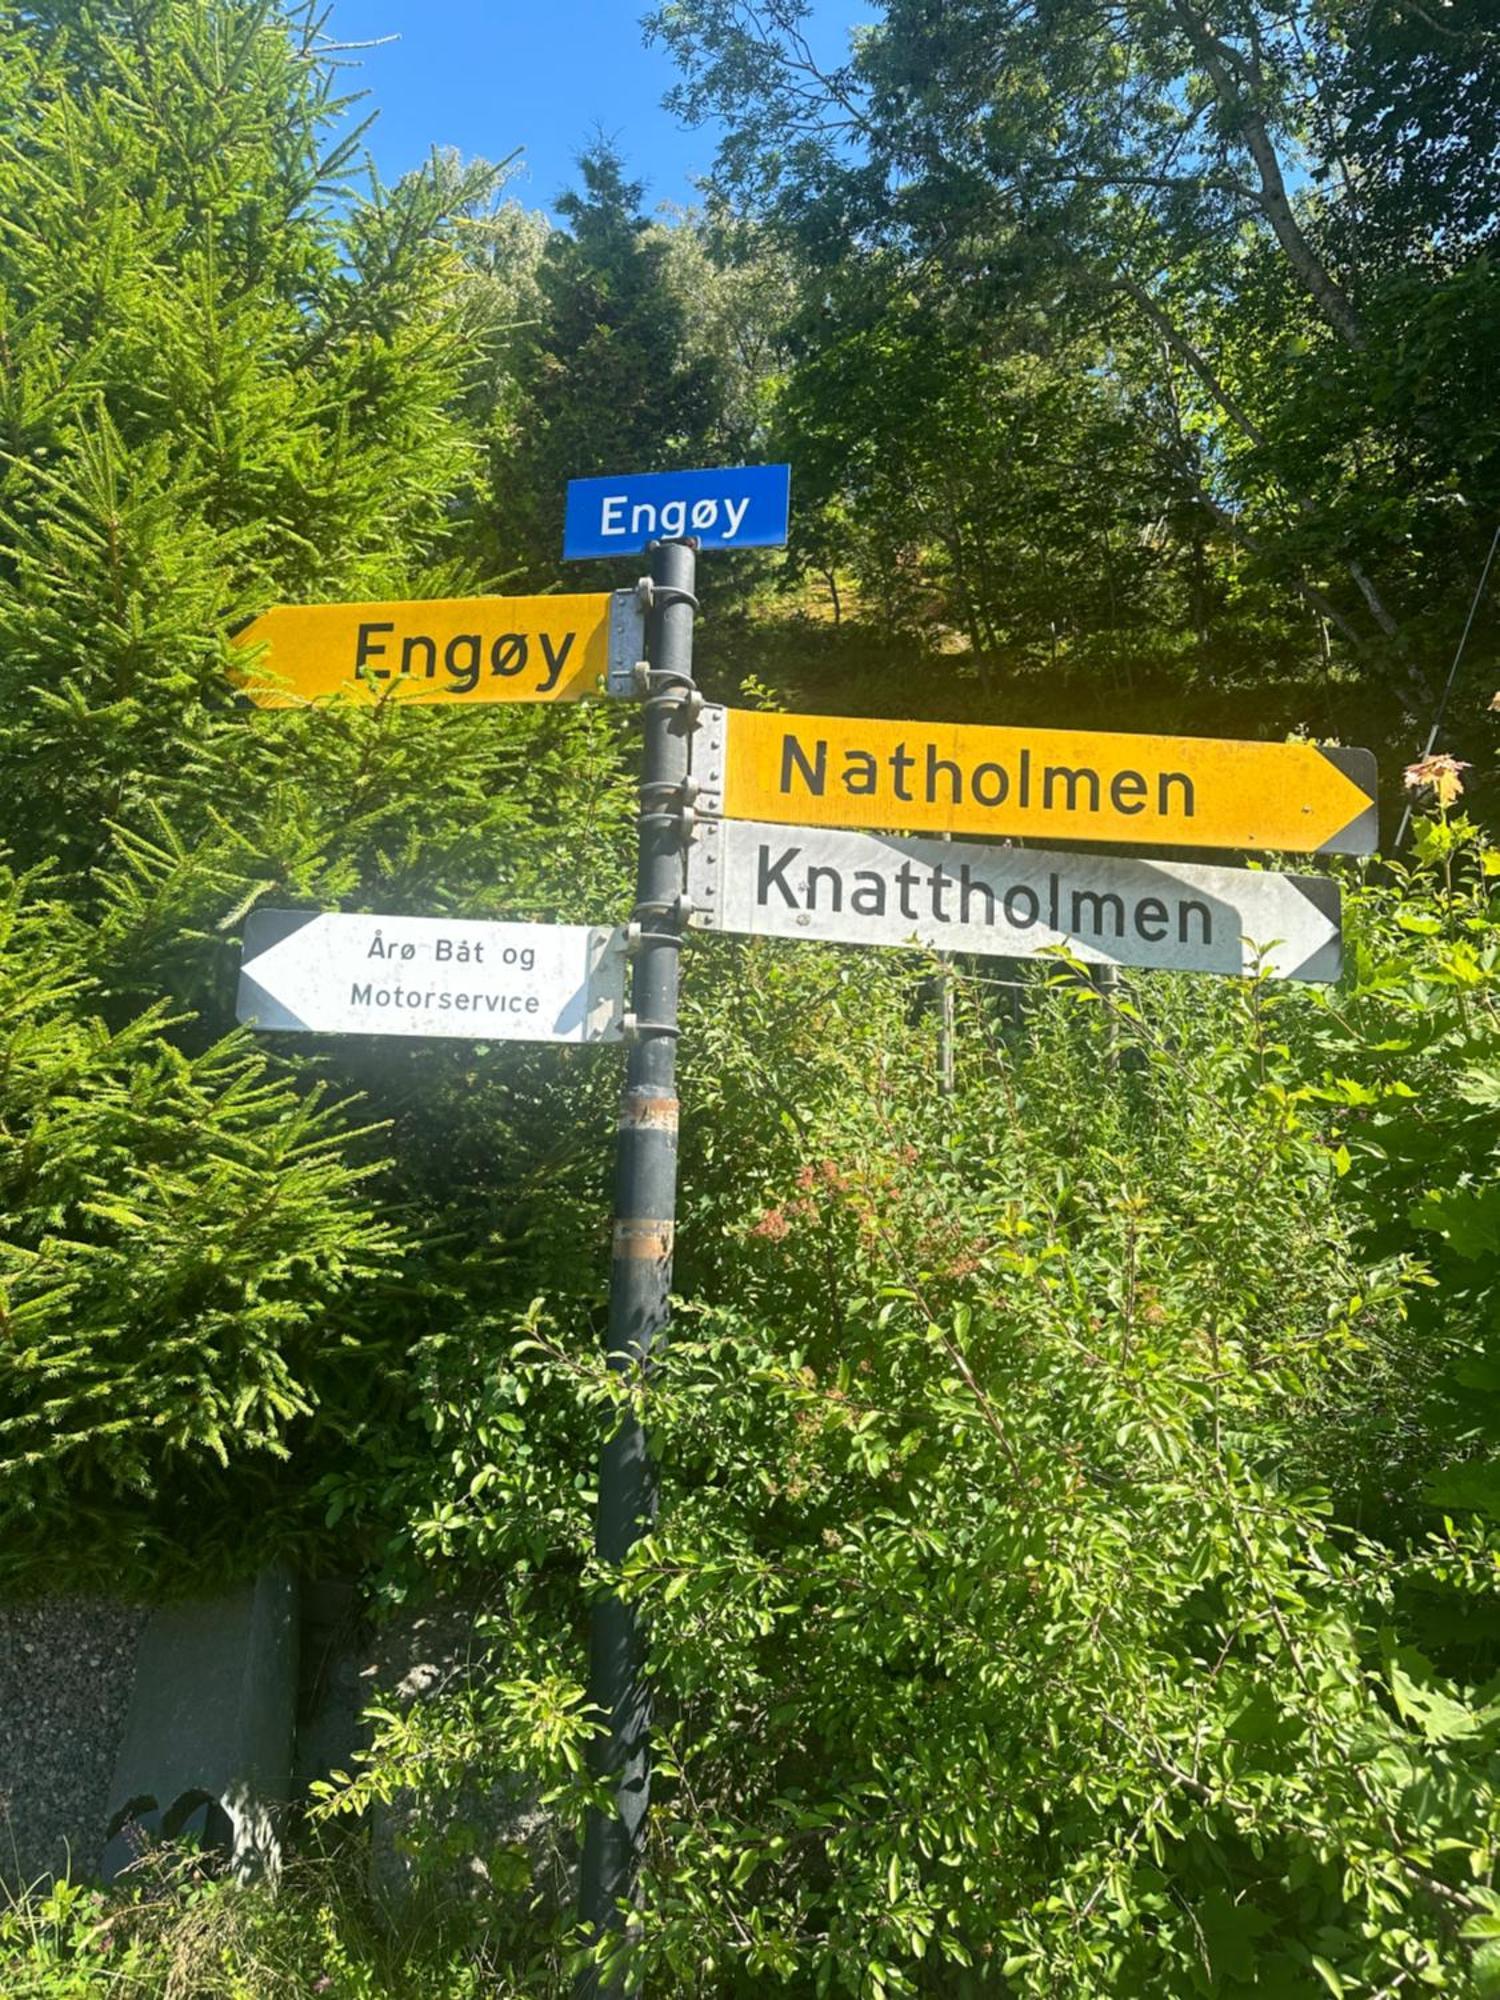 Engøy
Engøy
Natholmen
Knattholmen
Årø Båt og
Motorservice